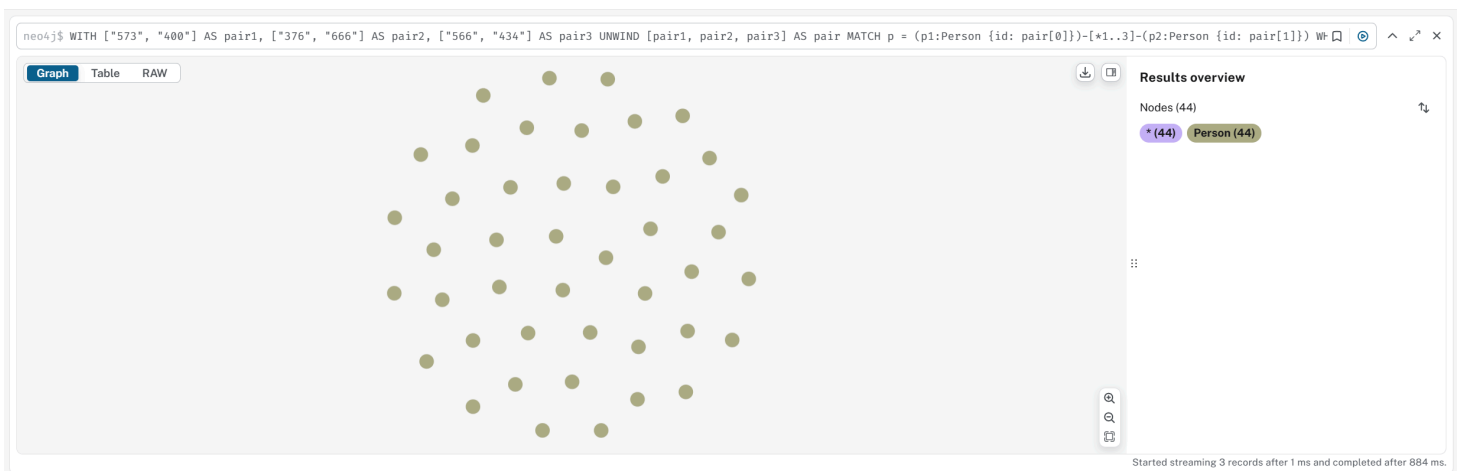 neo4j$ WITH ["573", "400"] AS pair1, ["376", "666"] AS pair2, ["566", "434"] AS pair3 UNWIND [pair1, pair2, pair3] AS pair MATCH p = (p1:Person {id: pair[0]})-[*1..3]-(p2:Person {id: pair[1]})
Graph Table RAW
Results overview
Nodes (44)
* (44) Person (44)
Started streaming 3 records after 1 ms and completed after 884 ms.